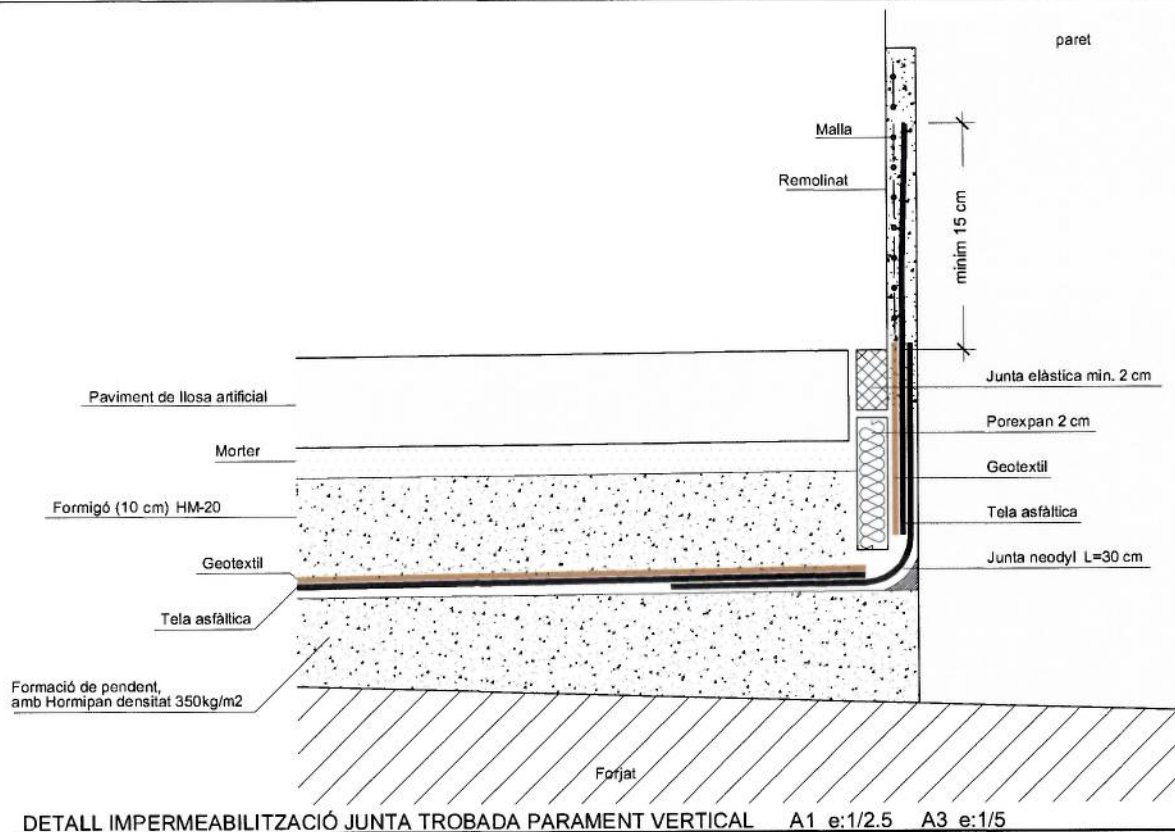 paret
Malla
Remolinat
minim 15 cm
Junta elàstica min. 2 cm
Paviment de llosa artificial
Porexpan 2 cm
Morter
Geotextil
Formigó (10 cm) HM-20
Tela asfàltica
Junta neodyl L=30 cm
Geotextil
Tela asfàltica
Formació de pendent,
amb Hormipan densitat 350kg/m2
Forjat
DETALL IMPERMEABILITZACIÓ JUNTA TROBADA PARAMENT VERTICAL A1 e:1/2.5 A3 e:1/5